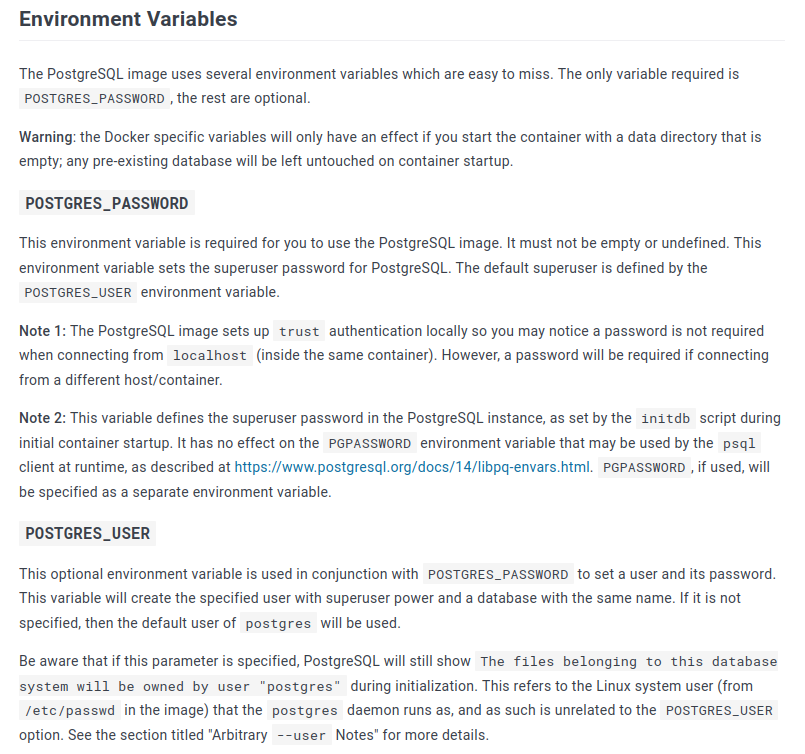 Environment Variables
The PostgreSQL image uses several environment variables which are easy to miss. The only variable required is
POSTGRES_PASSWORD , the rest are optional.
Warning: the Docker specific variables will only have an effect if you start the container with a data directory that is
empty; any pre-existing database will be left untouched on container startup.
POSTGRES_PASSWORD
This environment variable is required for you to use the PostgreSQL image. It must not be empty or undefined. This
environment variable sets the superuser password for PostgreSQL. The default superuser is defined by the
POSTGRES_USER environment variable.
Note 1: The PostgreSQL image sets up trust authentication locally so you may notice a password is not required
when connecting from localhost (inside the same container). However, a password will be required if connecting
from a different host/container.
Note 2: This variable defines the superuser password in the PostgreSQL instance, as set by the initdb script during
initial container startup. It has no effect on the PGPASSWORD environment variable that may be used by the psql
client at runtime, as described at https://www.postgresql.org/docs/14/libpq-envars.html. PGPASSWORD , if used, will
be specified as a separate environment variable.
POSTGRES_USER
This optional environment variable is used in conjunction with POSTGRES_PASSWORD to set a user and its password.
This variable will create the specified user with superuser power and a database with the same name. If it is not
specified, then the default user of postgres will be used.
Be aware that if this parameter is specified, PostgreSQL will still show The files belonging to this database
system will be owned by user "postgres" during initialization. This refers to the Linux system user (from
/etc/passwd in the image) that the postgres daemon runs as, and as such is unrelated to the POSTGRES_USER
option. See the section titled "Arbitrary --user Notes" for more details.